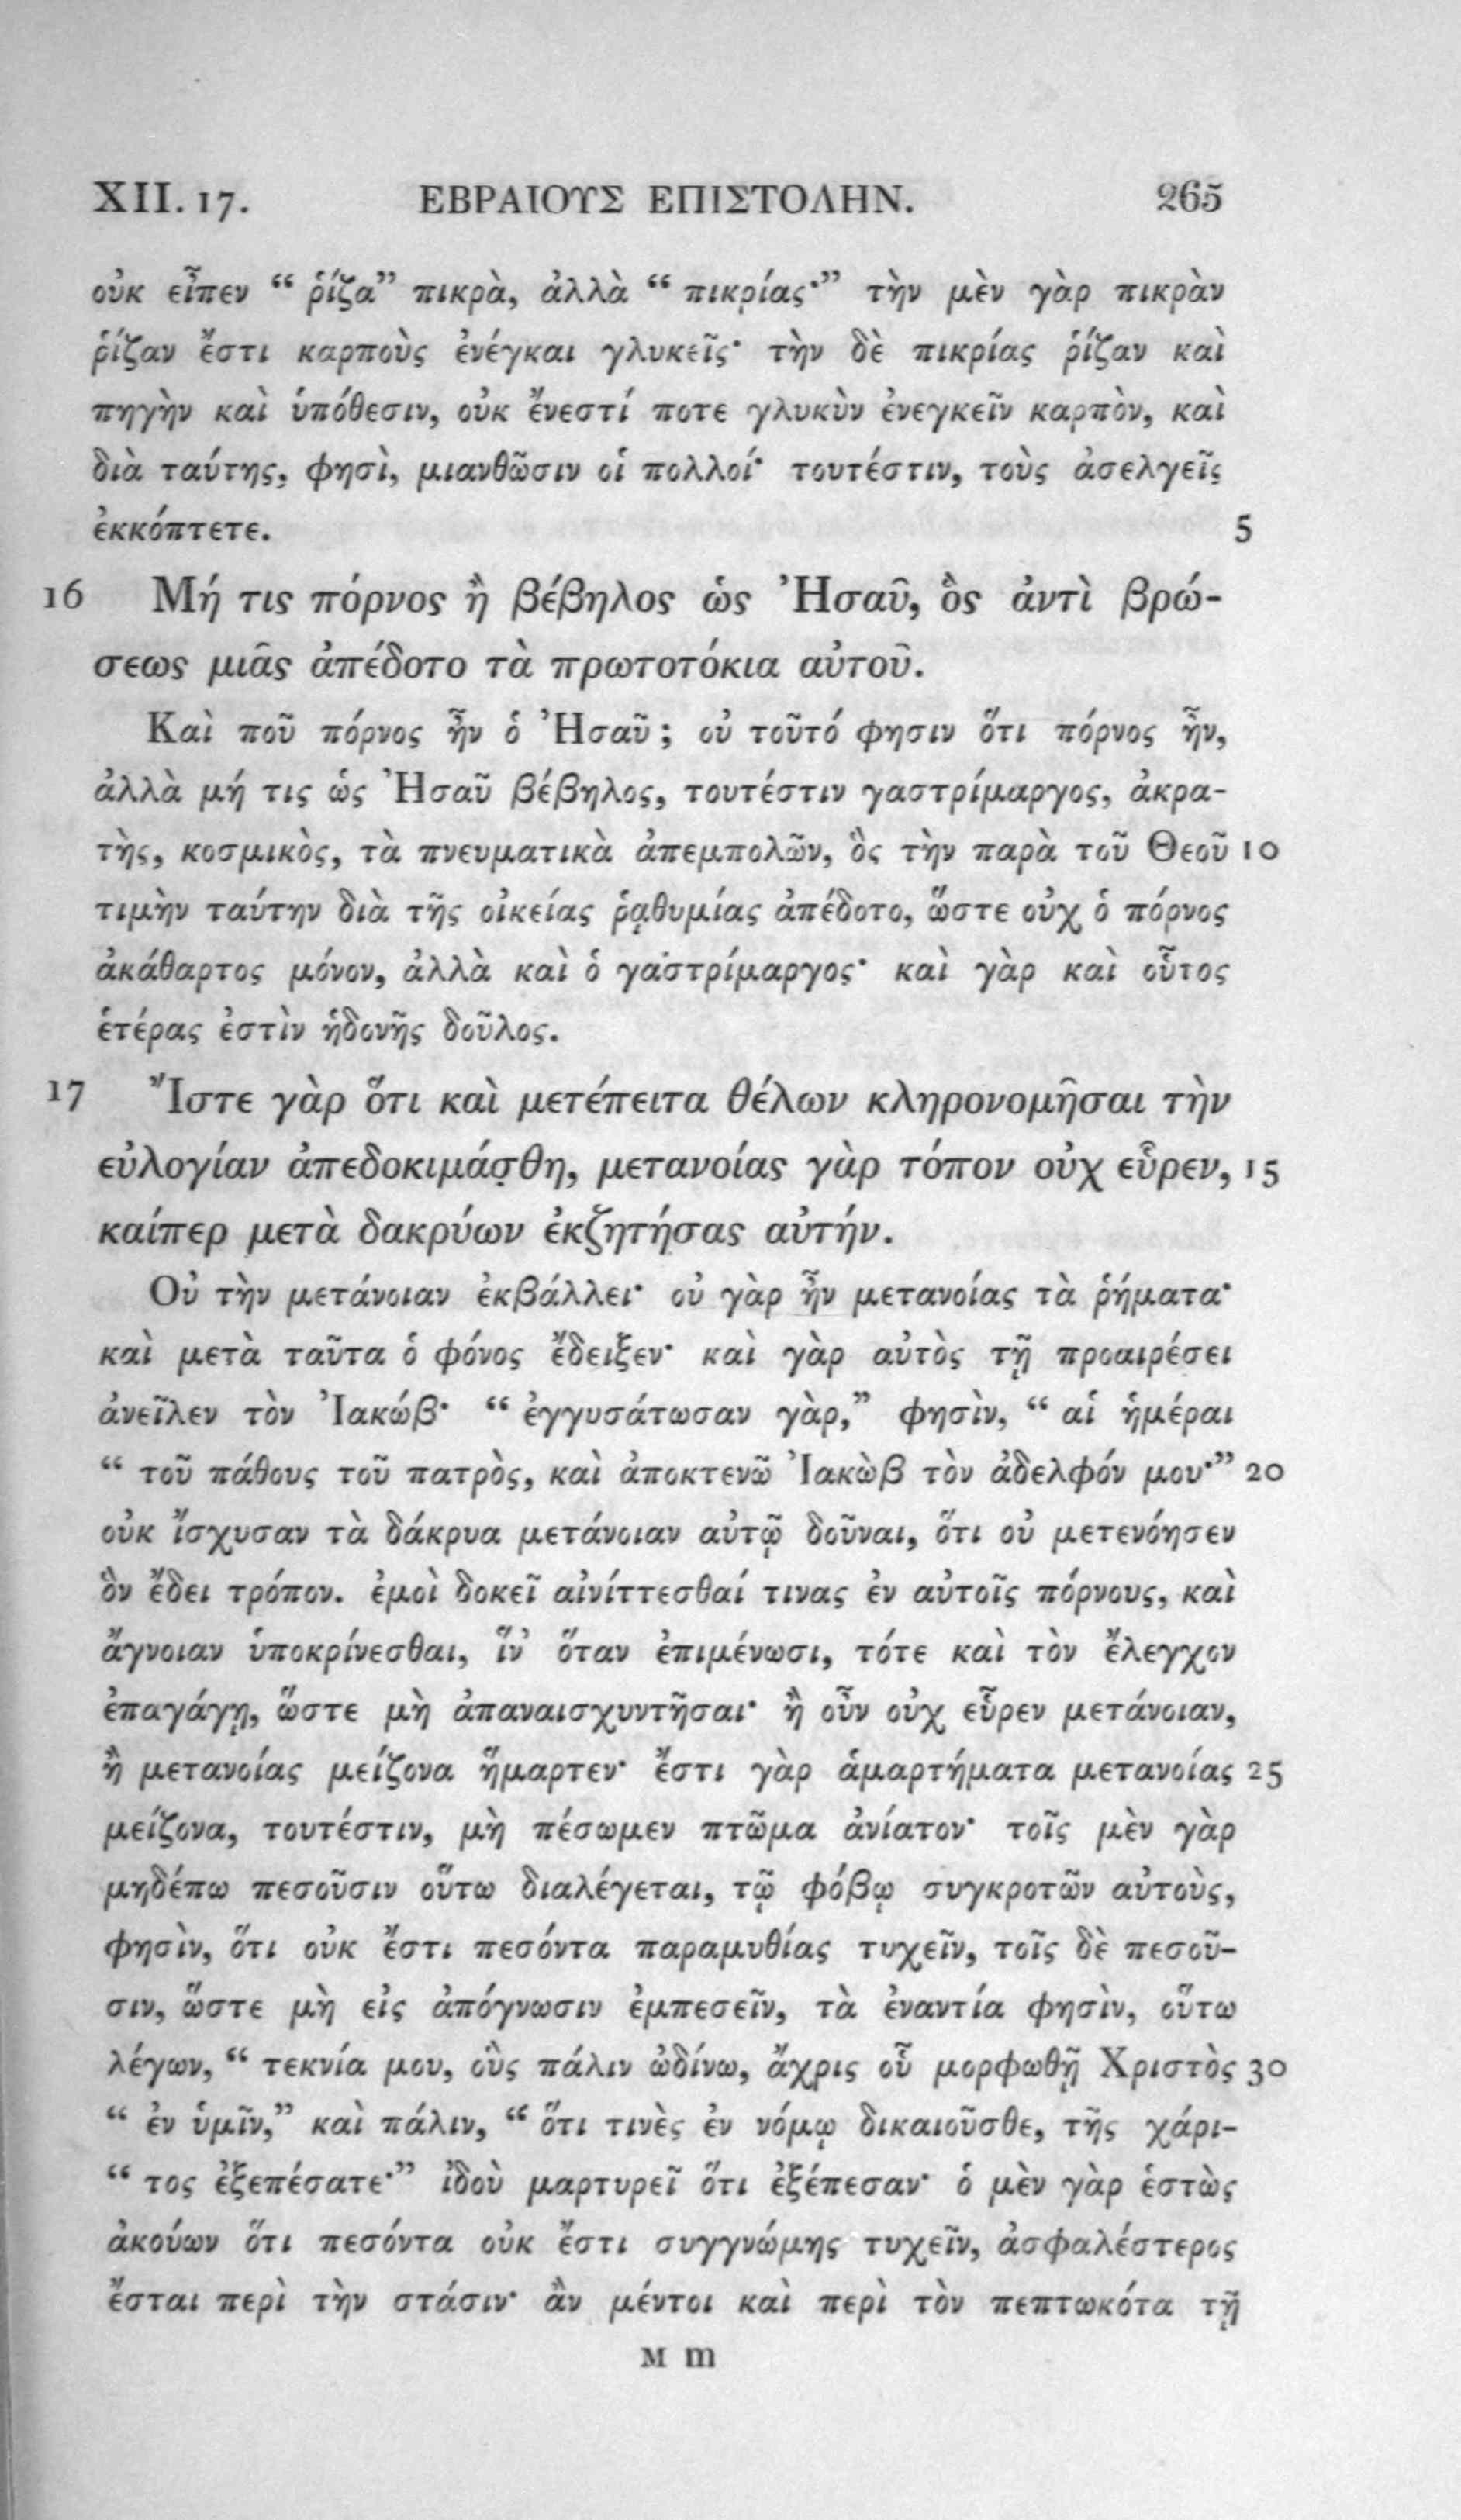 XII. 17. ΕΒΡΑΙΟΥΣ ΕΠΙΣΤΟΛΗΝ. 265
οὐκ εἶπεν “ ῥίζα” πικρὰ, ἀλλὰ “ πικρίας·” τὴν μὲν γὰρ πικρὰν
ῥίζαν ἔστι καρποὺς ἐνέγκαι γλυκεῖς· τὴν δὲ πικρίας ῥίζαν καὶ
πηγὴν καὶ ὑπόθεσιν, οὐκ ἔνεστί ποτε γλυκὺν ἐνεγκεῖν καρπὸν, καὶ
διὰ ταύτης, φησὶ, μιανθῶσιν οἱ πολλοί· τουτέστιν, τοὺς ἀσελγεῖς
ἐκκόπτετε. 5
16 Μή τις πόρνος ἢ βέβηλος ὡς Ἠσαῦ, ὃς ἀντὶ βρώ-
σεως μιᾶς ἀπέδοτο τὰ πρωτοτόκια αὐτοῦ.
Καὶ ποῦ πόρνος ἦν ὁ Ἠσαῦ ; οὐ τοῦτό φησιν ὅτι πόρνος ἦν,
ἀλλὰ μή τις ὡς Ἠσαῦ βέβηλος, τουτέστιν γαστρίμαργος, ἀκρα-
τὴς, κοσμικὸς, τὰ πνευματικὰ ἀπεμπολῶν, ὃς τὴν παρὰ τοῦ Θεοῦ 10
τιμὴν ταύτην διὰ τῆς οἰκείας ῥᾳθυμίας ἀπέδοτο, ὥστε οὐχ ὁ πόρνος
ἀκάθαρτος μόνον, ἀλλὰ καὶ ὁ γαστρίμαργος· καὶ γὰρ καὶ οὗτος
ἑτέρας ἐστὶν ἡδονῆς δοῦλος.
17 Ἴστε γὰρ ὅτι καὶ μετέπειτα θέλων κληρονομῆσαι τὴν
εὐλογίαν ἀπεδοκιμάσθη, μετανοίας γὰρ τόπον οὐχ εὗρεν, 15
καίπερ μετὰ δακρύων ἐκζητήσας αὐτήν.
Οὐ τὴν μετάνοιαν ἐκβάλλει· οὐ γὰρ ἦν μετανοίας τὰ ῥήματα·
καὶ μετὰ ταῦτα ὁ φόνος ἔδειξεν· καὶ γὰρ αὐτὸς τῇ προαιρέσει
ἀνεῖλεν τὸν Ἰακώβ· “ ἐγγυσάτωσαν γὰρ,” φησὶν, “ αἱ ἡμέραι
“ τοῦ πάθους τοῦ πατρὸς, καὶ ἀποκτενῶ Ἰακὼβ τὸν ἀδελφόν μου·” 20
οὐκ ἴσχυσαν τὰ δάκρυα μετάνοιαν αὐτῷ δοῦναι, ὅτι οὐ μετενόησεν
ὃν ἔδει τρόπον. ἐμοὶ δοκεῖ αἰνίττεσθαί τινας ἐν αὐτοῖς πόρνους, καὶ
ἄγνοιαν ὑποκρίνεσθαι, ἵν’ ὅταν ἐπιμένωσι, τότε καὶ τὸν ἔλεγχον
ἐπαγάγῃ, ὥστε μὴ ἀπαναισχυντῆσαι· ἢ οὖν οὐχ εὗρεν μετάνοιαν,
ἢ μετανοίας μείζονα ἥμαρτεν· ἔστι γὰρ ἁμαρτήματα μετανοίας 25
μείζονα, τουτέστιν, μὴ πέσωμεν πτῶμα ἀνίατον· τοῖς μὲν γὰρ
μηδέπω πεσοῦσιν οὕτω διαλέγεται, τῷ φόβῳ συγκροτῶν αὐτοὺς,
φησὶν, ὅτι οὐκ ἔστι πεσόντα παραμυθίας τυχεῖν, τοῖς δὲ πεσοῦ-
σιν, ὥστε μὴ εἰς ἀπόγνωσιν ἐμπεσεῖν, τὰ ἐναντία φησὶν, οὕτω
λέγων, “ τεκνία μου, οὓς πάλιν ὠδίνω, ἄχρις οὗ μορφωθῇ Χριστὸς 30
“ ἐν ὑμῖν,” καὶ πάλιν, “ ὅτι τινὲς ἐν νόμῳ δικαιοῦσθε, τῆς χάρι-
“ τος ἐξεπέσατε·” ἰδοὺ μαρτυρεῖ ὅτι ἐξέπεσαν· ὁ μὲν γὰρ ἑστὼς
ἀκούων ὅτι πεσόντα οὐκ ἔστι συγγνώμης τυχεῖν, ἀσφαλέστερος
ἔσται περὶ τὴν στάσιν· ἂν μέντοι καὶ περὶ τὸν πεπτωκότα τῇ
M m